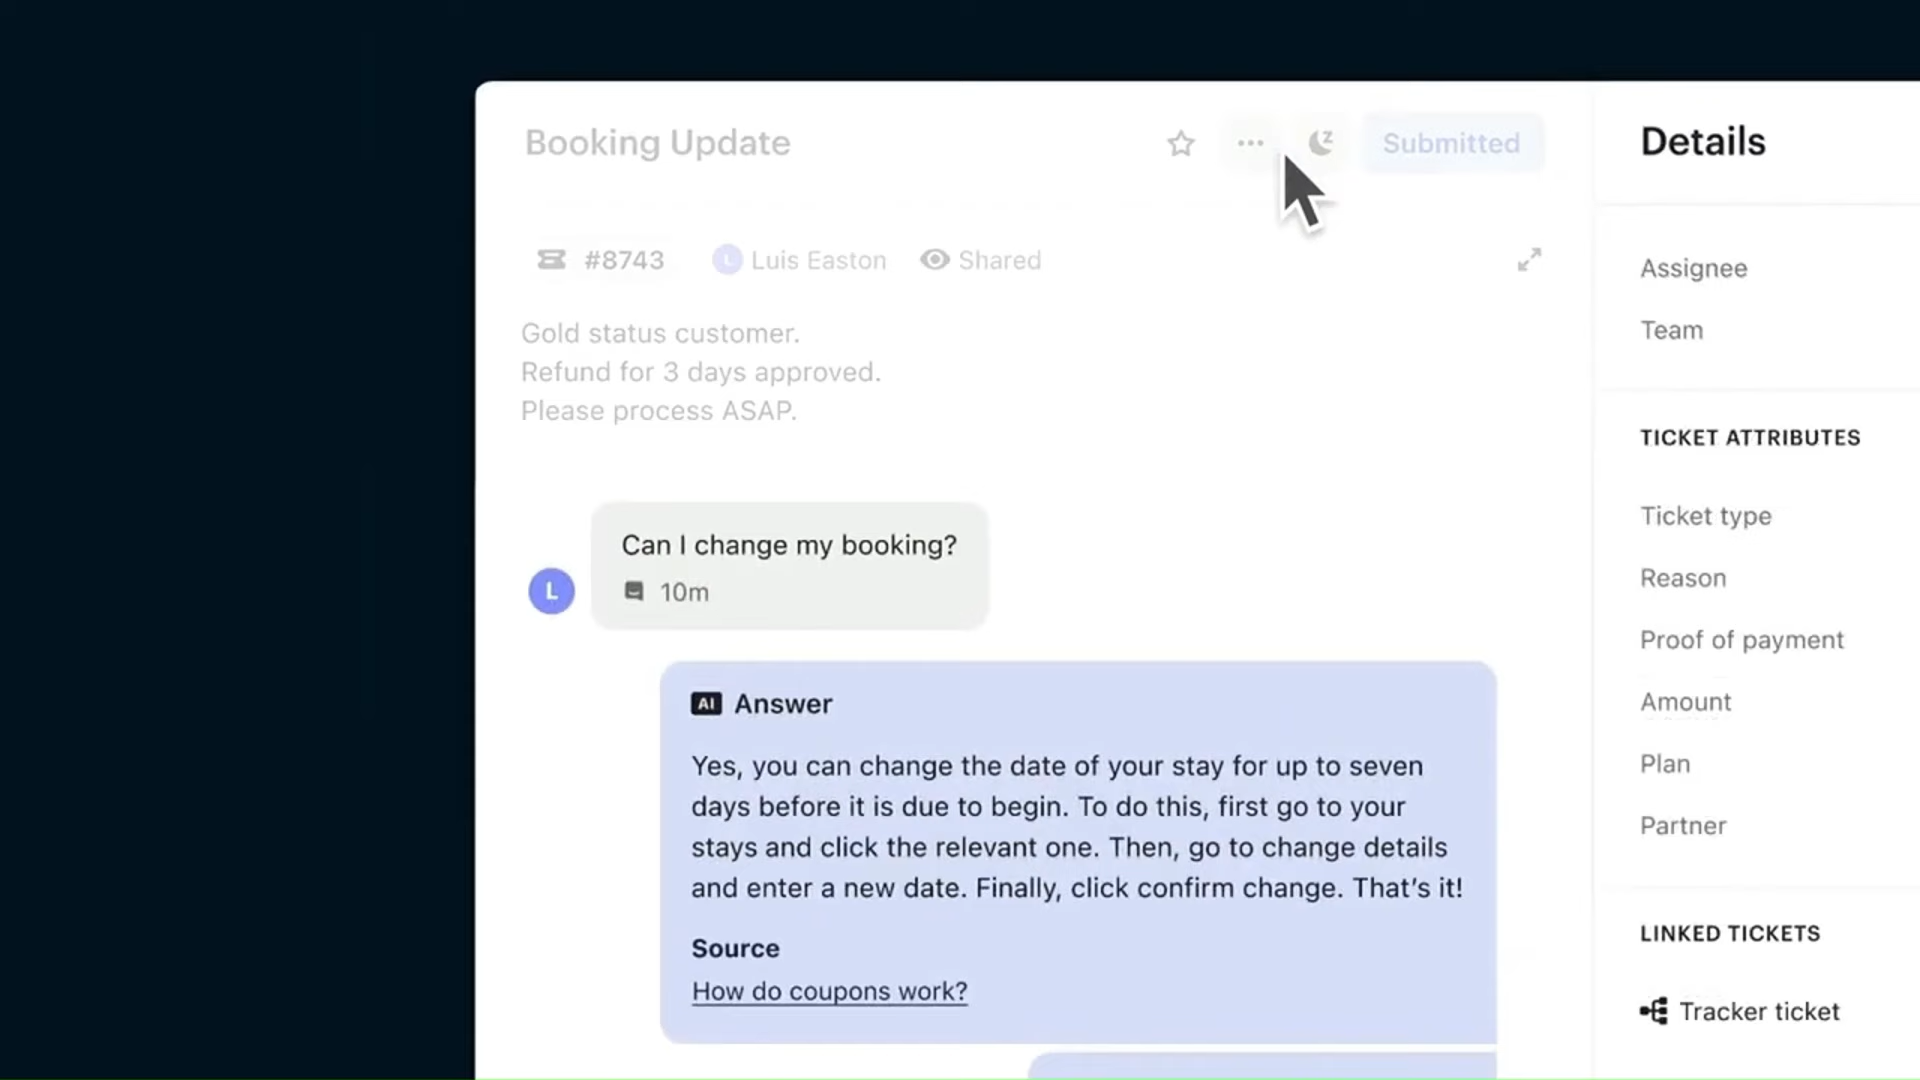 Booking Update
Submitted
#8743
L
Luis Easton
Shared
Gold status customer.
Refund for 3 days approved.
Please process ASAP.
Can I change my booking?
10m
L
AI Answer
Yes, you can change the date of your stay for up to seven
days before it is due to begin. To do this, first go to your
stays and click the relevant one. Then, go to change details
and enter a new date. Finally, click confirm change. That’s it!
Source
How do coupons work?
Details
Assignee
Team
TICKET ATTRIBUTES
Ticket type
Reason
Proof of payment
Amount
Plan
Partner
LINKED TICKETS
Tracker ticket